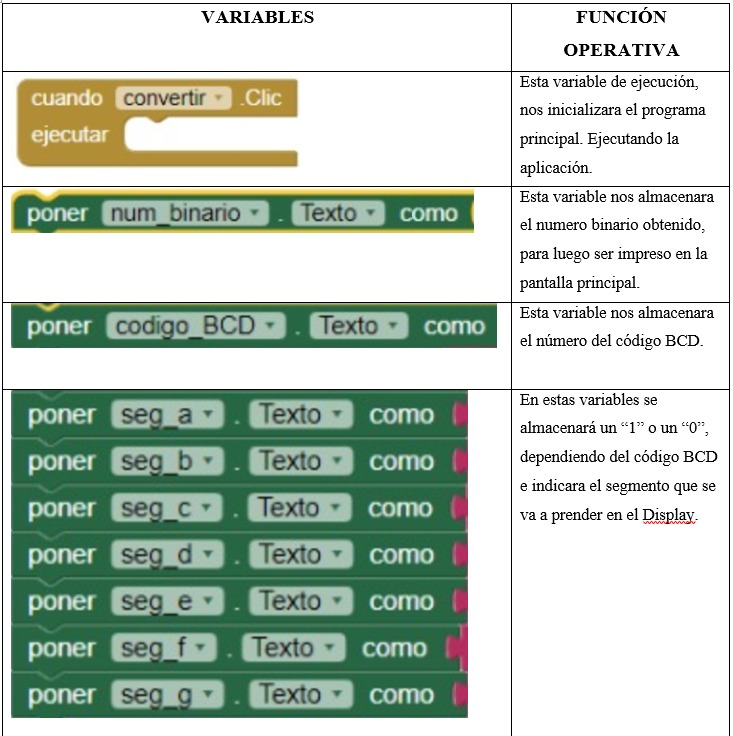 VARIABLES
FUNCIÓN
OPERATIVA
cuando convertir .Clic
ejecutar
Esta variable de ejecución,
nos inicializara el programa
principal. Ejecutando la
aplicación.
poner num_binario . Texto como
Esta variable nos almacenara
el numero binario obtenido,
para luego ser impreso en la
pantalla principal.
poner codigo_BCD . Texto como
Esta variable nos almacenara
el número del código BCD.
poner seg_a . Texto como
poner seg_b . Texto como
poner seg_c . Texto como
poner seg_d . Texto como
poner seg_e . Texto como
poner seg_f . Texto como
poner seg_g . Texto como
En estas variables se
almacenará un “1” o un “0”,
dependiendo del código BCD
e indicara el segmento que se
va a prender en el Display.